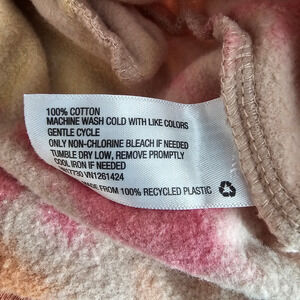 100% COTTON
MACHINE WASH COLD WITH LIKE COLORS
GENTLE CYCLE
ONLY NON-CHLORINE BLEACH IF NEEDED
TUMBLE DRY LOW, REMOVE PROMPTLY
COOL IRON IF NEEDED
VN1261424
FROM 100% RECYCLED PLASTIC